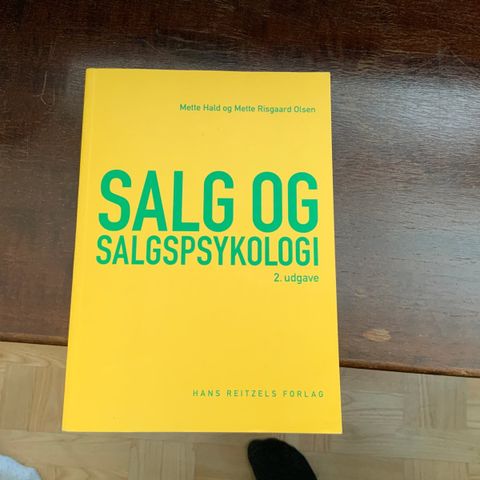 Mette Hald og Mette Risgaard Olsen
SALG OG
SALGSPSYKOLOGI
2. udgave
HANS REITZELS FORLAG